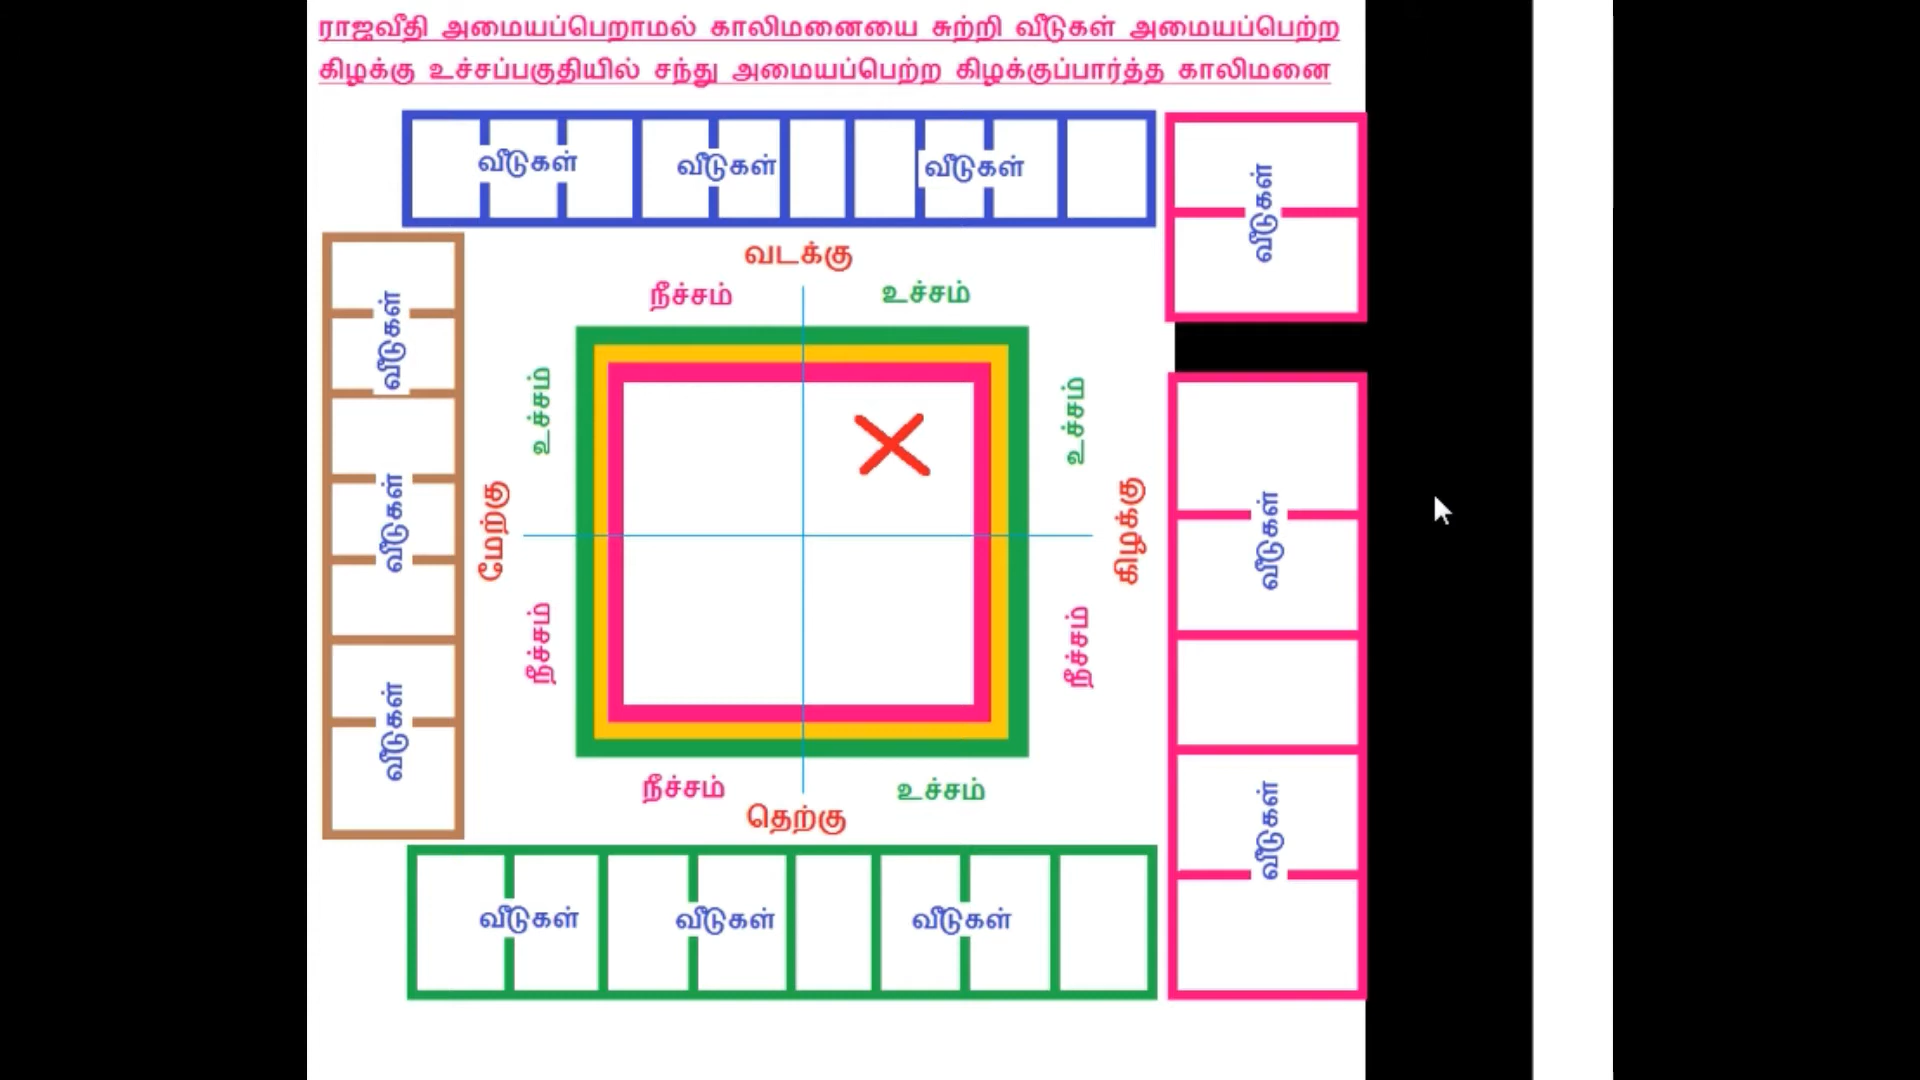 ராஜவீதி அமையப்பெறாமல் காலிமனையை சுற்றி வீடுகள் அமையப்பெற்ற
கிழக்கு உச்சப்பகுதியில் சந்து அமையப்பெற்ற கிழக்குப்பார்த்த காலிமனை
வீடுகள் வீடுகள் வீடுகள்
வீடுகள்
வடக்கு
நீச்சம் உச்சம்
வீடுகள்
உச்சம் உச்சம்
வீடுகள்
மேற்கு கிழக்கு
வீடுகள்
நீச்சம் நீச்சம்
வீடுகள்
நீச்சம் உச்சம்
தெற்கு
வீடுகள்
வீடுகள் வீடுகள் வீடுகள்